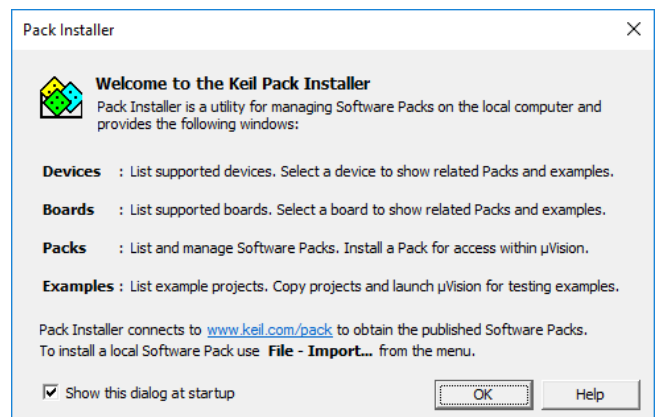 Pack Installer
Welcome to the Keil Pack Installer
Pack Installer is a utility for managing Software Packs on the local computer and
provides the following windows:
Devices : List supported devices. Select a device to show related Packs and examples.
Boards : List supported boards. Select a board to show related Packs and examples.
Packs : List and manage Software Packs. Install a Pack for access within µVision.
Examples : List example projects. Copy projects and launch µVision for testing examples.
Pack Installer connects to www.keil.com/pack to obtain the published Software Packs.
To install a local Software Pack use File - Import... from the menu.
Show this dialog at startup
OK
Help